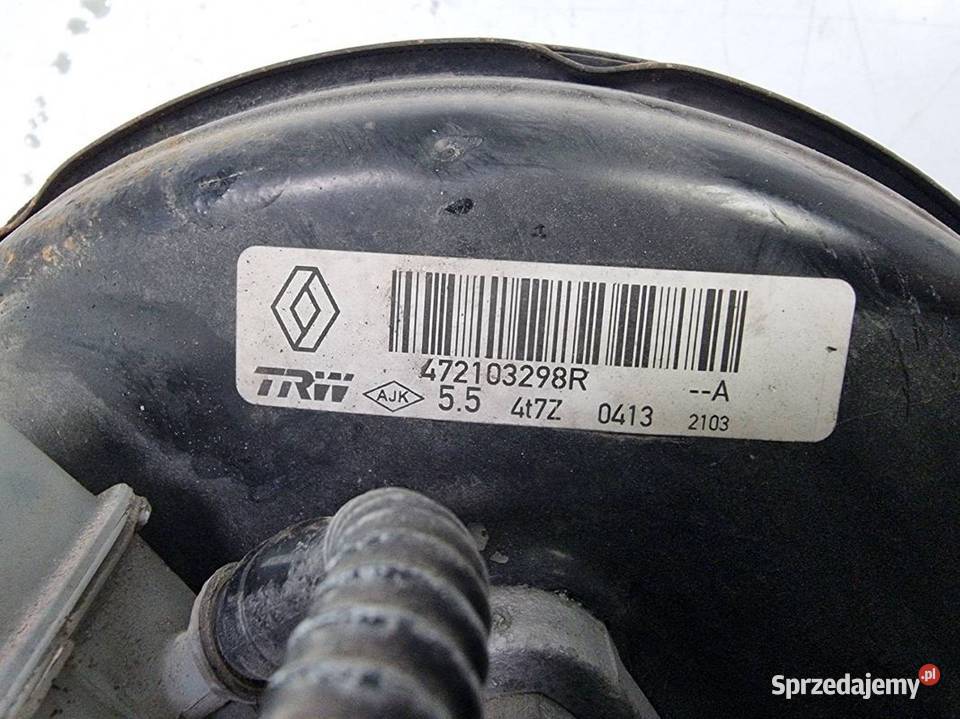 472103298R --A
TRW AJK 5.5 4t7Z 0413 2103
Sprzedajemy.pl